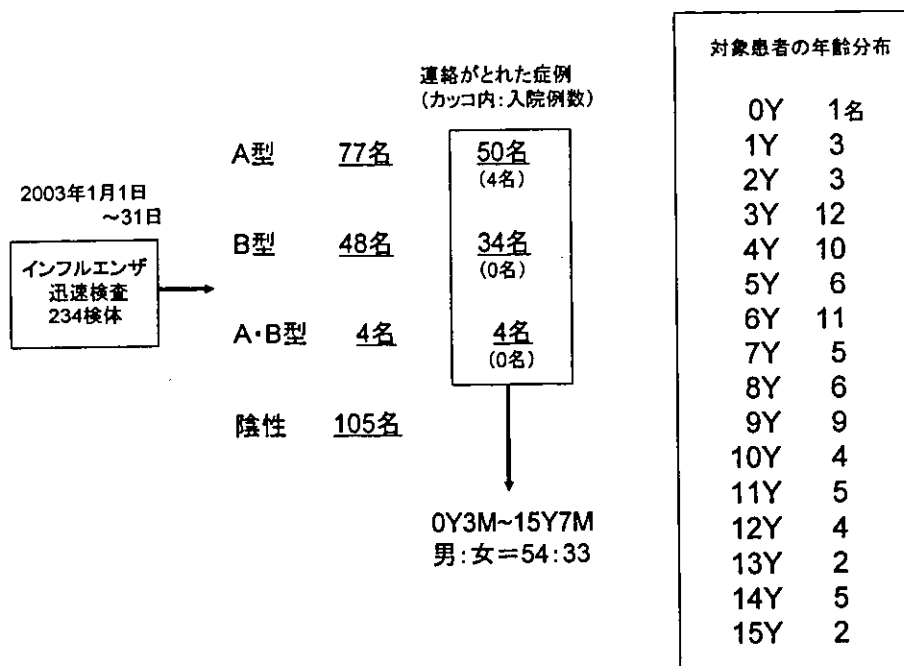 2003年1月1日
～31日
インフルエンザ
迅速検査
234検体
連絡がとれた症例
(カッコ内:入院例数)
A型 77名 50名
(4名)
B型 48名 34名
(0名)
A・B型 4名 4名
(0名)
陰性 105名
0Y3M~15Y7M
男:女=54:33
対象患者の年齢分布
0Y 1名
1Y 3
2Y 3
3Y 12
4Y 10
5Y 6
6Y 11
7Y 5
8Y 6
9Y 9
10Y 4
11Y 5
12Y 4
13Y 2
14Y 5
15Y 2